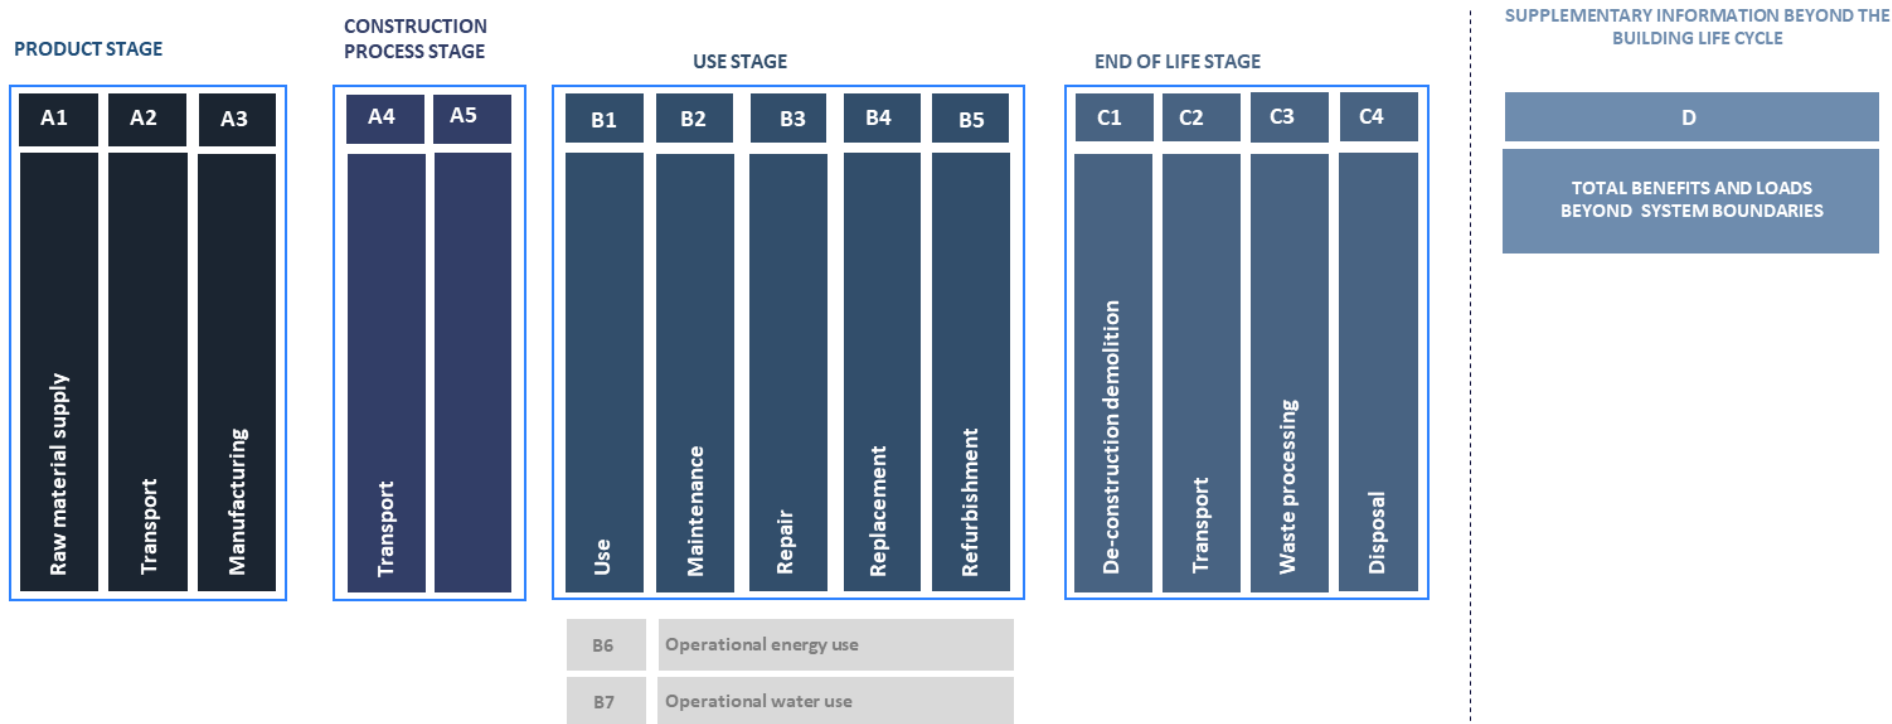 PRODUCT STAGE
A1
A2
A3
Raw material supply
Transport
Manufacturing
CONSTRUCTION
PROCESS STAGE
A4
A5
Transport
USE STAGE
B1
B2
B3
B4
B5
Use
Maintenance
Repair
Replacement
Refurbishment
B6
Operational energy use
B7
Operational water use
END OF LIFE STAGE
C1
C2
C3
C4
De-construction demolition
Transport
Waste processing
Disposal
SUPPLEMENTARY INFORMATION BEYOND THE
BUILDING LIFE CYCLE
D
TOTAL BENEFITS AND LOADS
BEYOND SYSTEM BOUNDARIES